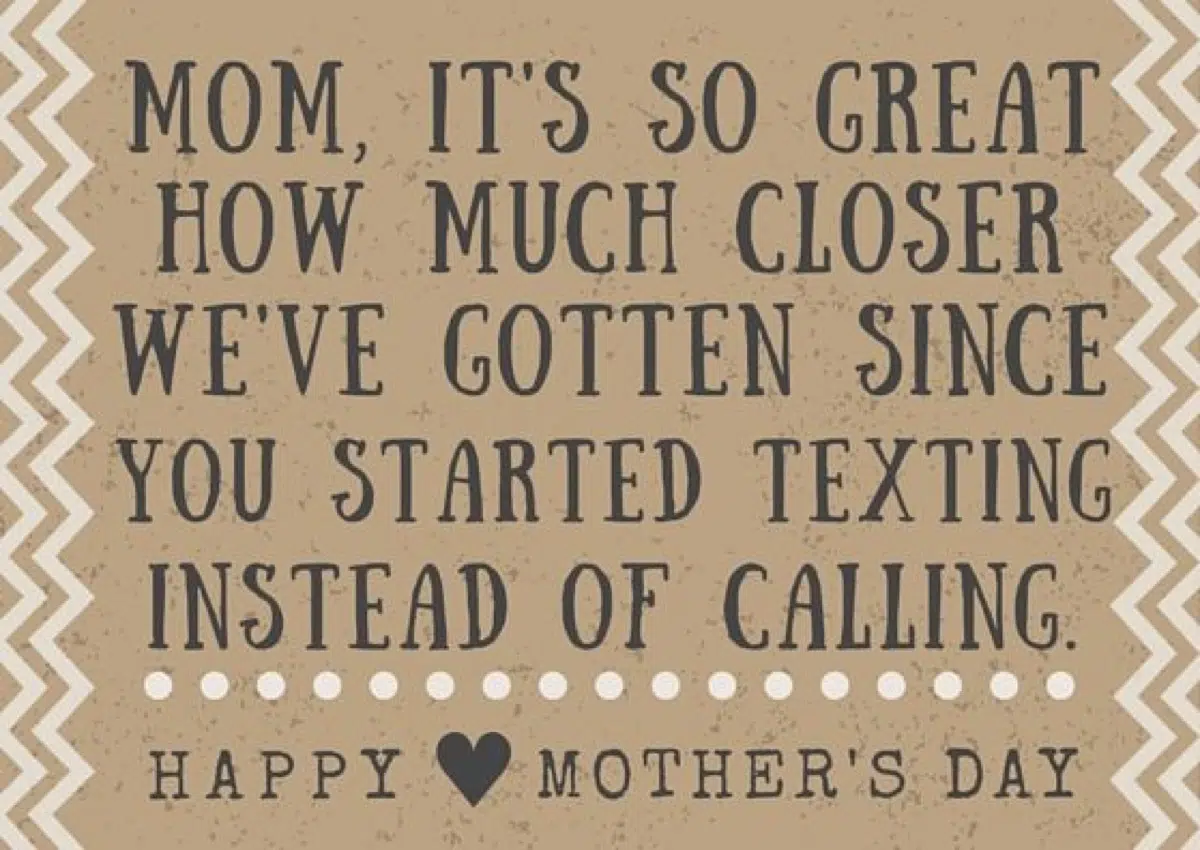 MOM, IT'S SO GREAT
HOW MUCH CLOSER
WE'VE GOTTEN SINCE
YOU STARTED TEXTING
INSTEAD OF CALLING.
HAPPY MOTHER'S DAY